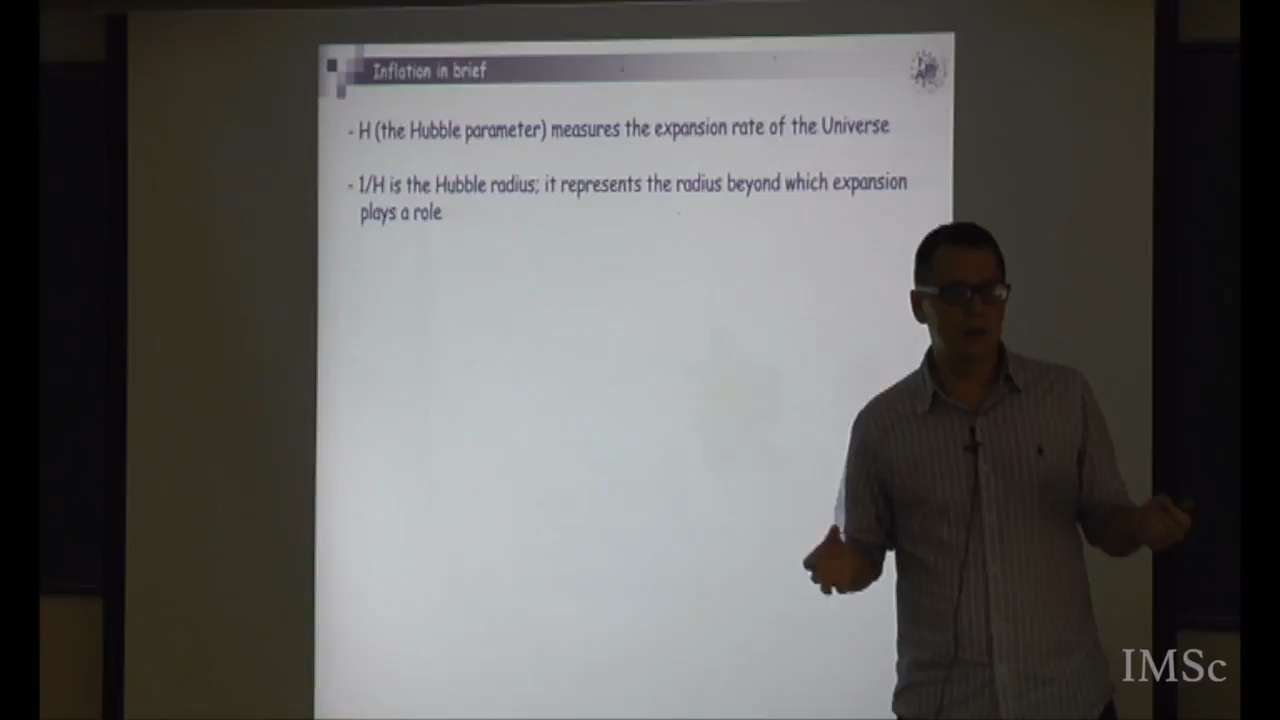 Inflation in brief
- H (the Hubble parameter) measures the expansion rate of the Universe
- 1/H is the Hubble radius; it represents the radius beyond which expansion
plays a role
IMSc